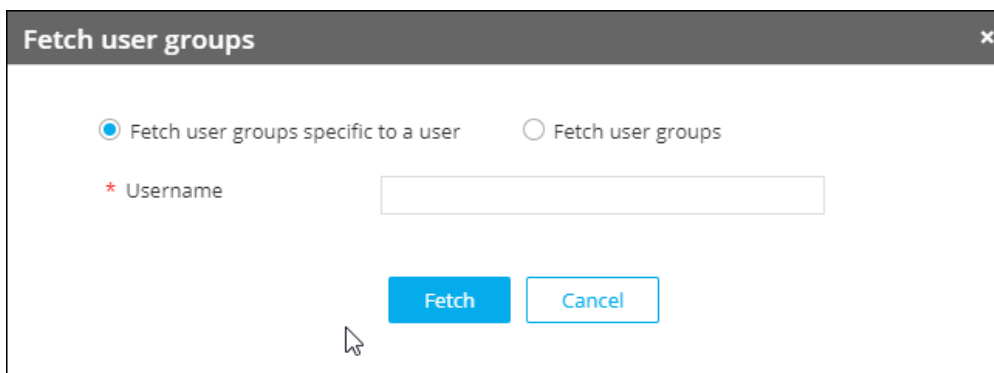 Fetch user groups ×
Fetch user groups specific to a user Fetch user groups
* Username
Fetch Cancel